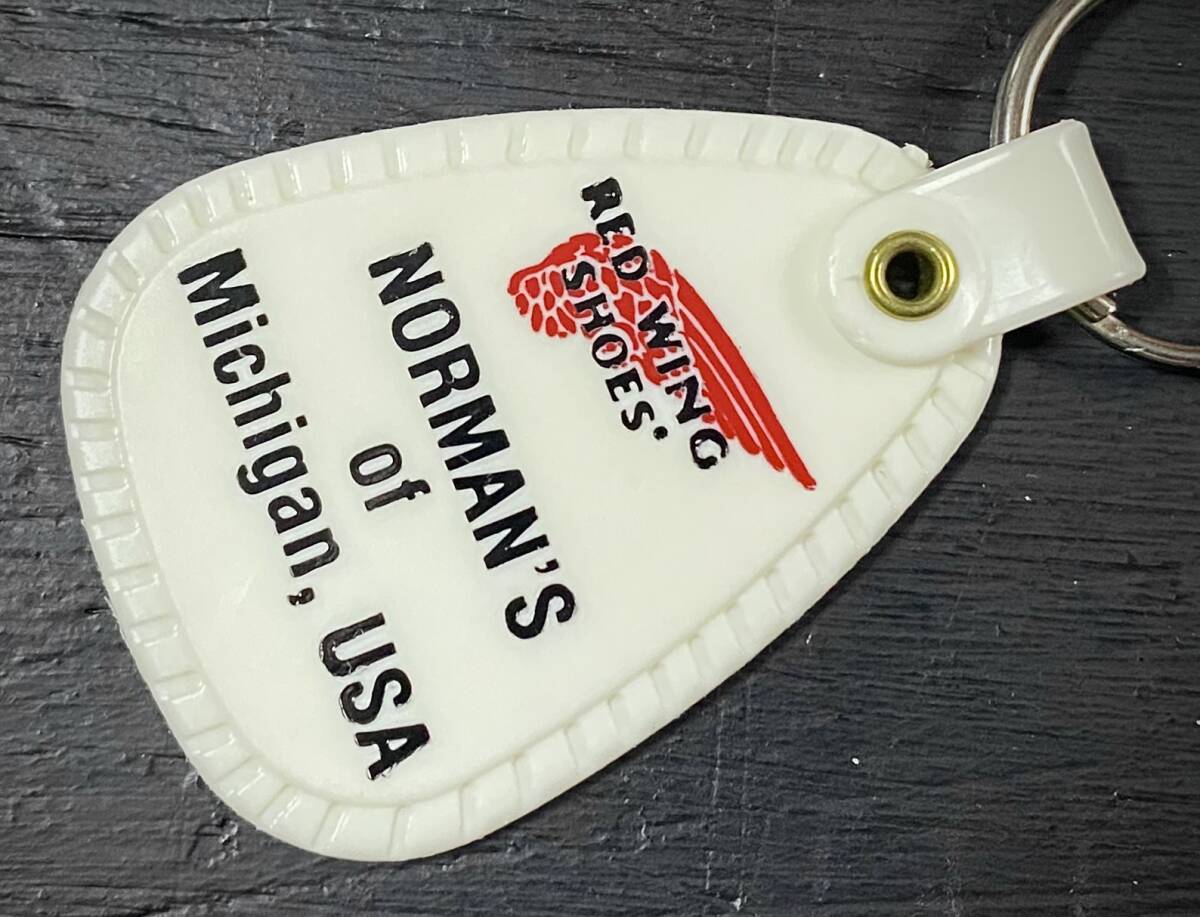 RED WING
SHOES®
NORMAN'S
of
Michigan, USA